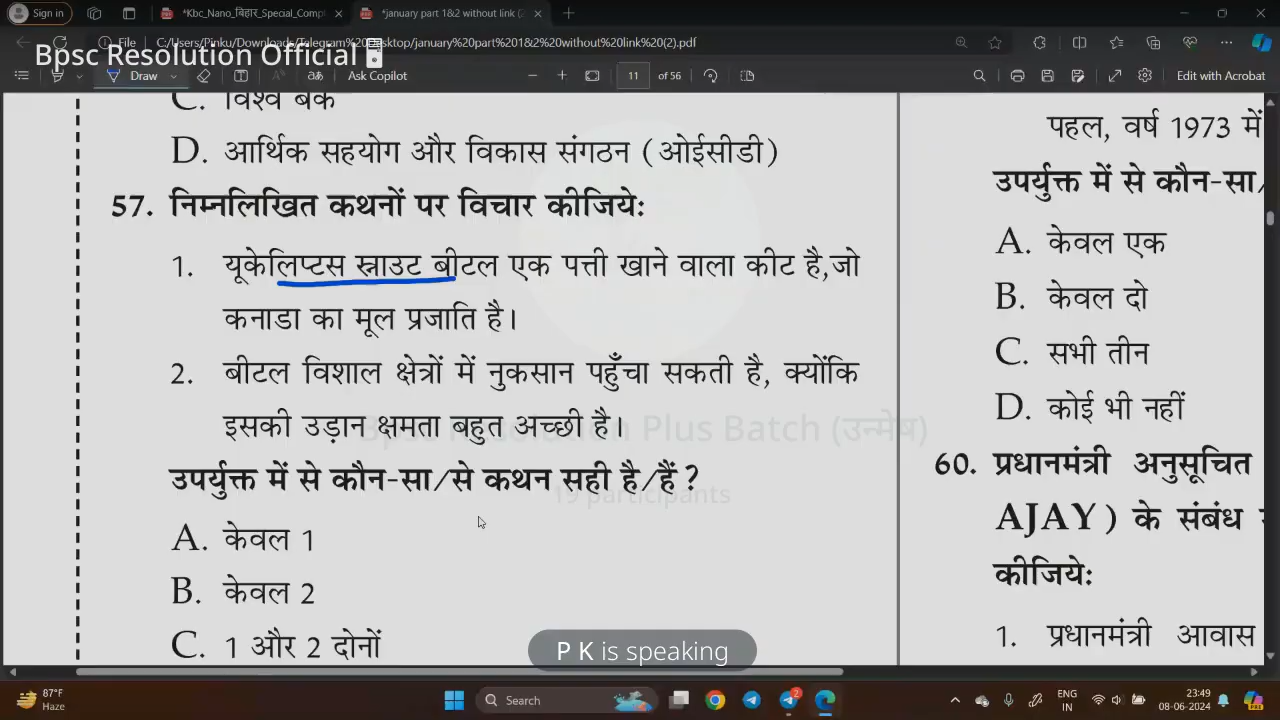 Sign in
*Kbc_Nano_बिहार_Special_Comp
*january part 1&2 without link (2
File
C:/Users/Pinku/Downloads/Telegram%20Desktop/january%20part%201&2%20without%20link%20(2).pdf
Bpsc Resolution Official
Draw
Ask Copilot
11 of 56
Edit with Acrobat
C. विश्व बैंक
D. आर्थिक सहयोग और विकास संगठन (ओईसीडी)
57. निम्नलिखित कथनों पर विचार कीजिये:
1. यूकेलिप्टस स्नाउट बीटल एक पत्ती खाने वाला कीट है,जो
कनाडा का मूल प्रजाति है।
2. बीटल विशाल क्षेत्रों में नुकसान पहुँचा सकती है, क्योंकि
इसकी उड़ान क्षमता बहुत अच्छी है।
उपर्युक्त में से कौन-सा/से कथन सही है/हैं ?
A. केवल 1
B. केवल 2
C. 1 और 2 दोनों
पहल, वर्ष 1973 में
उपर्युक्त में से कौन-सा/
A. केवल एक
B. केवल दो
C. सभी तीन
D. कोई भी नहीं
60. प्रधानमंत्री अनुसूचित
AJAY) के संबंध
कीजिये:
1. प्रधानमंत्री आवास
Bpsc Resolution Plus Batch (उन्मेष)
19 participants
P K is speaking
87°F
Haze
Search
2
ENG
IN
23:49
08-06-2024